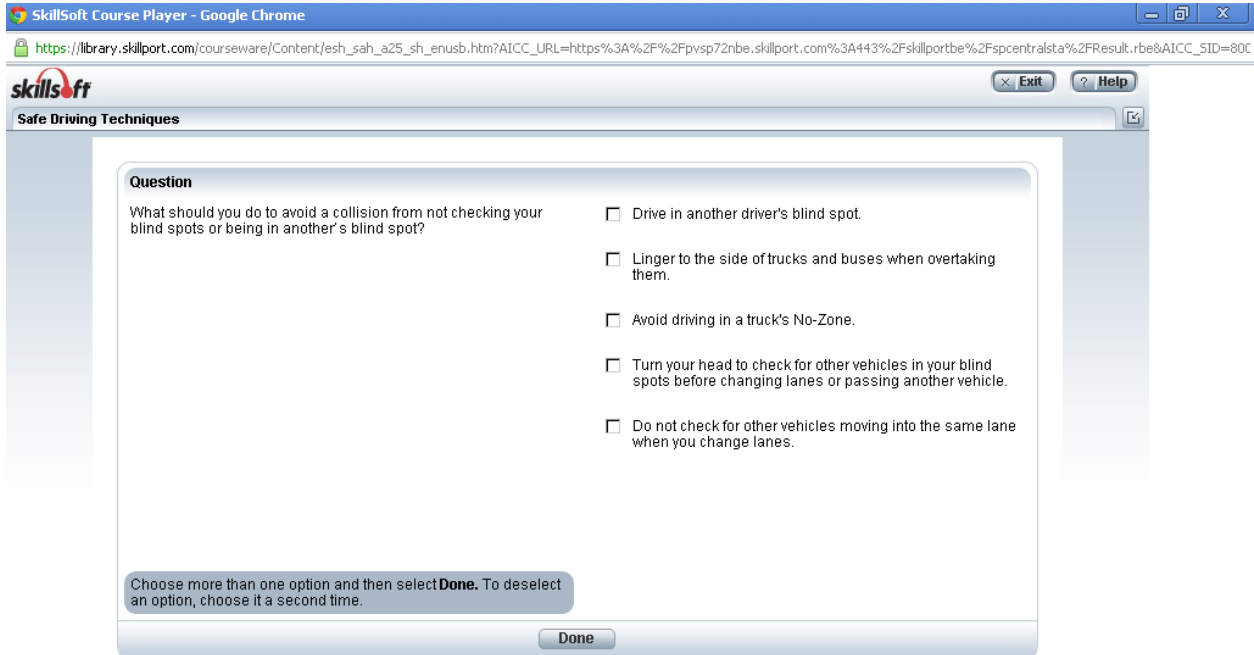 SkillSoft Course Player - Google Chrome
https://library.skillport.com/courseware/Content/esh_sah_a25_sh_enusb.htm?AICC_URL=https%3A%2F%2Fpvsp72nbe.skillport.com%3A443%2Fskillportbe%2Fspcentralsta%2FResult.rbe&AICC_SID=800
skillsoft
× Exit
? Help
Safe Driving Techniques
Question
What should you do to avoid a collision from not checking your
blind spots or being in another's blind spot?
Drive in another driver's blind spot.
Linger to the side of trucks and buses when overtaking
them.
Avoid driving in a truck's No-Zone.
Turn your head to check for other vehicles in your blind
spots before changing lanes or passing another vehicle.
Do not check for other vehicles moving into the same lane
when you change lanes.
Choose more than one option and then select Done. To deselect
an option, choose it a second time.
Done